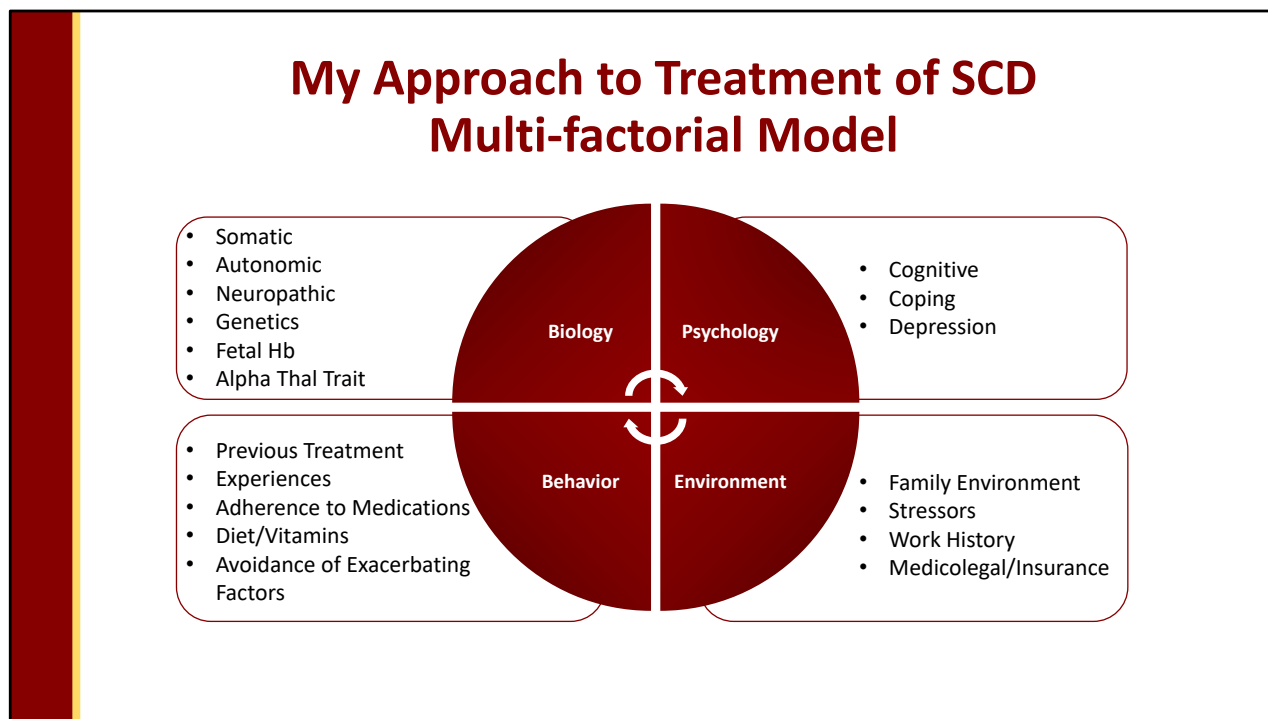 My Approach to Treatment of SCD
Multi-factorial Model
• Somatic
• Autonomic
• Neuropathic
• Genetics
• Fetal Hb
• Alpha Thal Trait
Biology
Psychology
• Cognitive
• Coping
• Depression
• Previous Treatment
• Experiences
• Adherence to Medications
• Diet/Vitamins
• Avoidance of Exacerbating
Factors
Behavior
Environment
• Family Environment
• Stressors
• Work History
• Medicolegal/Insurance